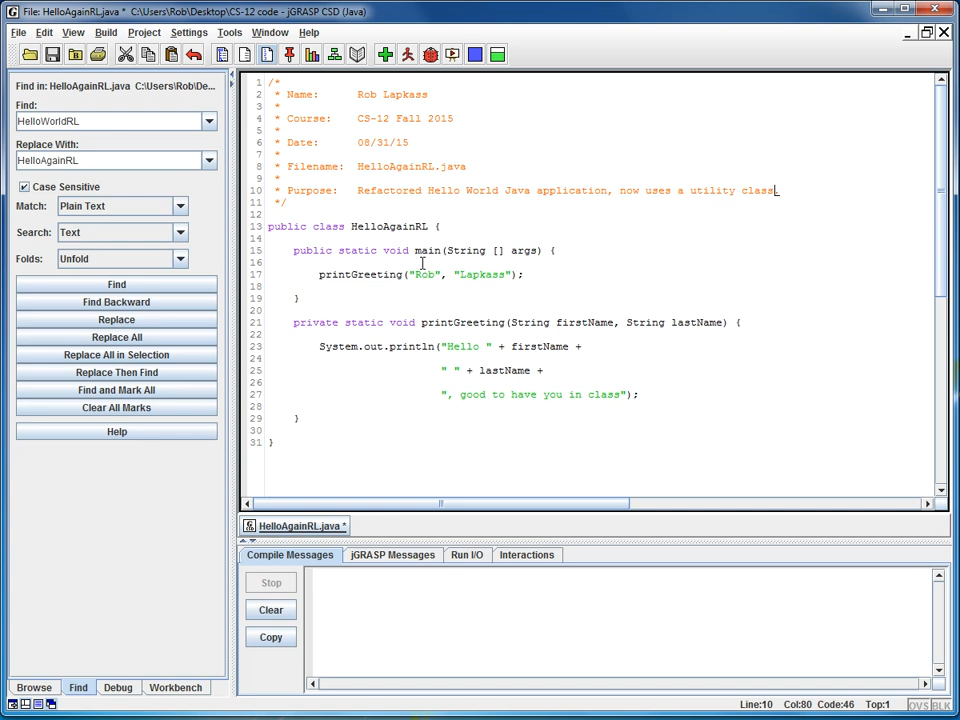 File: HelloAgainRL.java *  C:\Users\Rob\Desktop\CS-12 code - jGRASP CSD (Java)
File Edit View Build Project Settings Tools Window Help
Find in: HelloAgainRL.java  C:\Users\Rob\De...
Find:
HelloWorldRL
Replace With:
HelloAgainRL
Case Sensitive
Match: Plain Text
Search: Text
Folds: Unfold
Find
Find Backward
Replace
Replace All
Replace All in Selection
Replace Then Find
Find and Mark All
Clear All Marks
Help
Browse Find Debug Workbench
1 /*
2  * Name:      Rob Lapkass
3  *
4  * Course:    CS-12 Fall 2015
5  *
6  * Date:      08/31/15
7  *
8  * Filename:  HelloAgainRL.java
9  *
10  * Purpose:   Refactored Hello World Java application, now uses a utility class.
11  */
12
13 public class HelloAgainRL {
14
15     public static void main(String [] args) {
16
17         printGreeting("Rob", "Lapkass");
18
19     }
20
21     private static void printGreeting(String firstName, String lastName) {
22
23         System.out.println("Hello " + firstName +
24
25                            " " + lastName +
26
27                            ", good to have you in class");
28
29     }
30
31 }
HelloAgainRL.java *
Compile Messages jGRASP Messages Run I/O Interactions
Stop
Clear
Copy
Line:10 Col:80 Code:46 Top:1 OVS BLK